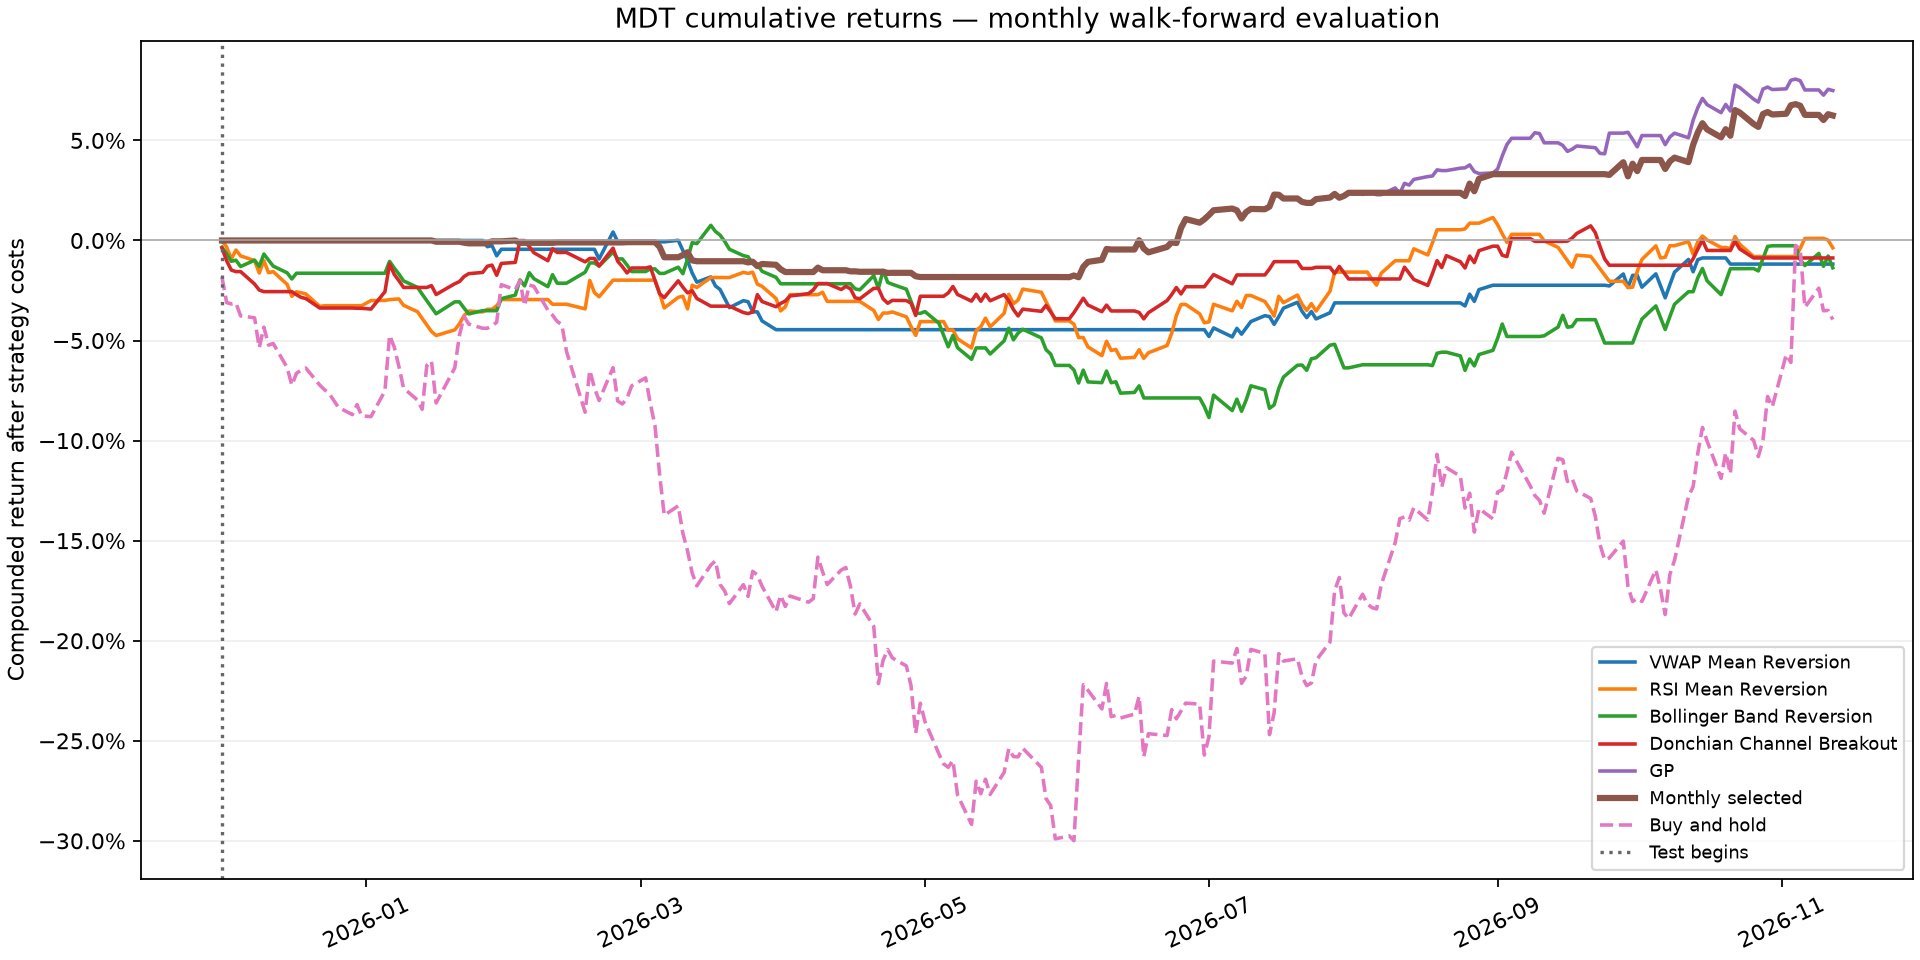 MDT cumulative returns — monthly walk-forward evaluation
Compounded return after strategy costs
5.0%
0.0%
−5.0%
−10.0%
−15.0%
−20.0%
−25.0%
−30.0%
2026-01
2026-03
2026-05
2026-07
2026-09
2026-11
VWAP Mean Reversion
RSI Mean Reversion
Bollinger Band Reversion
Donchian Channel Breakout
GP
Monthly selected
Buy and hold
Test begins